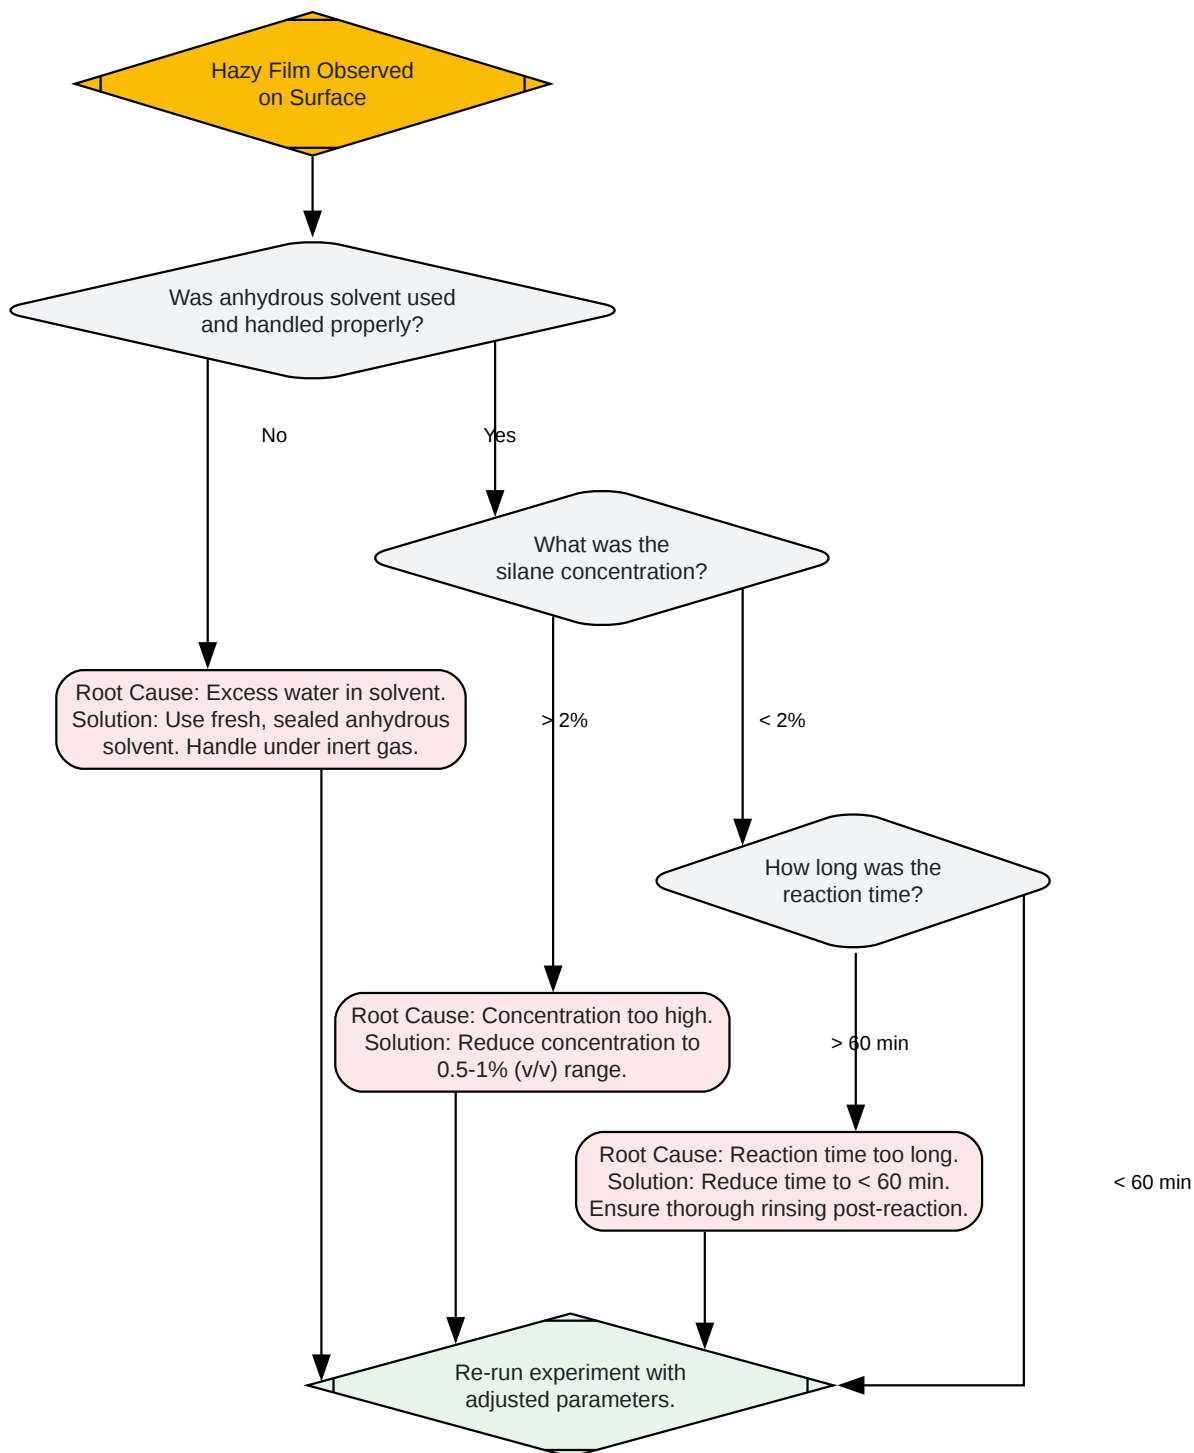 Hazy Film Observed
on Surface
Was anhydrous solvent used
and handled properly?
No
Yes
What was the
silane concentration?
Root Cause: Excess water in solvent.
Solution: Use fresh, sealed anhydrous
solvent. Handle under inert gas.
> 2%
< 2%
How long was the
reaction time?
Root Cause: Concentration too high.
Solution: Reduce concentration to
0.5-1% (v/v) range.
> 60 min
Root Cause: Reaction time too long.
Solution: Reduce time to < 60 min.
Ensure thorough rinsing post-reaction.
< 60 min
Re-run experiment with
adjusted parameters.